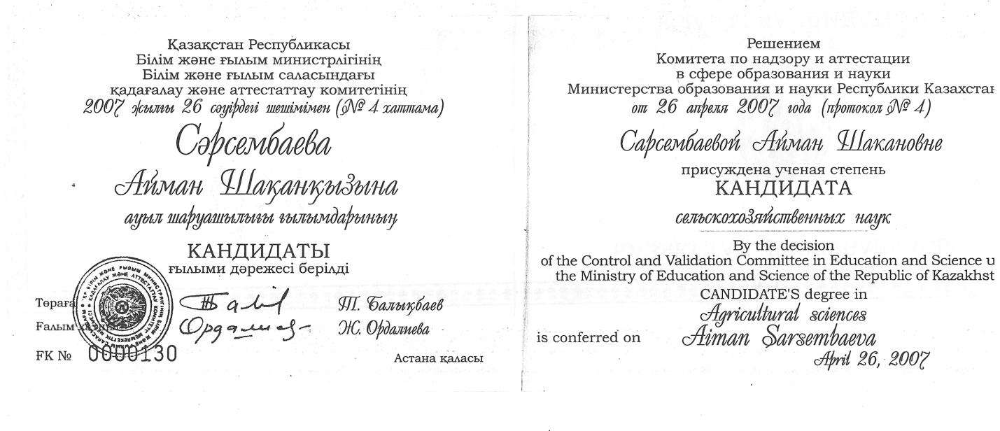 Қазақстан Республикасы
Білім және ғылым министрлігінің
Білім және ғылым саласындағы
қадағалау және аттестаттау комитетінің
2007 жылғы 26 сәуірдегі шешімімен (№ 4 хаттама)
Сәрсембаева
Айман Шақанқызына
ауыл шаруашылығы ғылымдарының
КАНДИДАТЫ
ғылыми дәрежесі берілді
Төраға
Т. Балықбаев
Ғалым хатшы
Ж. Ордалиева
FK № 0000130
Астана қаласы
Решением
Комитета по надзору и аттестации
в сфере образования и науки
Министерства образования и науки Республики Казахстан
от 26 апреля 2007 года (протокол № 4)
Сарсембаевой Айман Шакановне
присуждена ученая степень
КАНДИДАТА
сельскохозяйственных наук
By the decision
of the Control and Validation Committee in Education and Science u
the Ministry of Education and Science of the Republic of Kazakhst
CANDIDATE'S degree in
Agricultural sciences
is conferred on Aiman Sarsembaeva
April 26, 2007